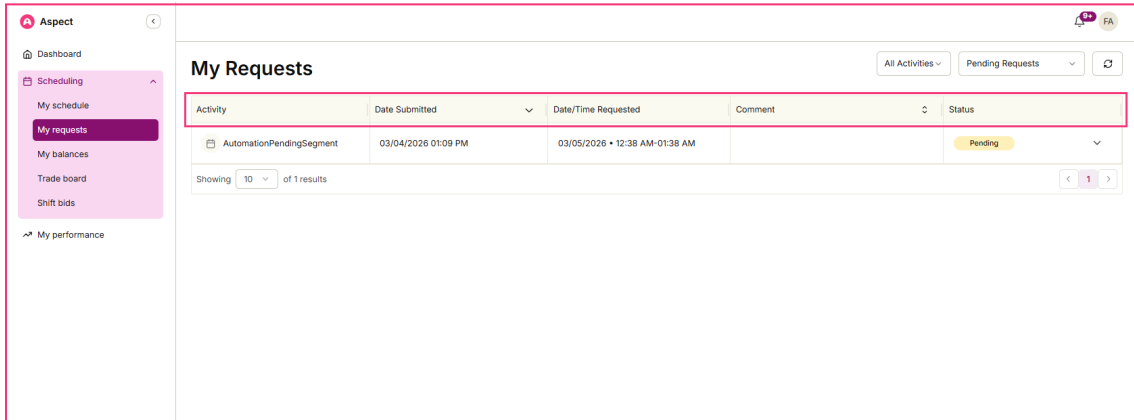 Aspect
9+
FA
Dashboard
Scheduling
My schedule
My requests
My balances
Trade board
Shift bids
My performance
My Requests
All Activities
Pending Requests
Activity Date Submitted Date/Time Requested Comment Status
AutomationPendingSegment 03/04/2026 01:09 PM 03/05/2026 • 12:38 AM-01:38 AM Pending
Showing 10 of 1 results
1